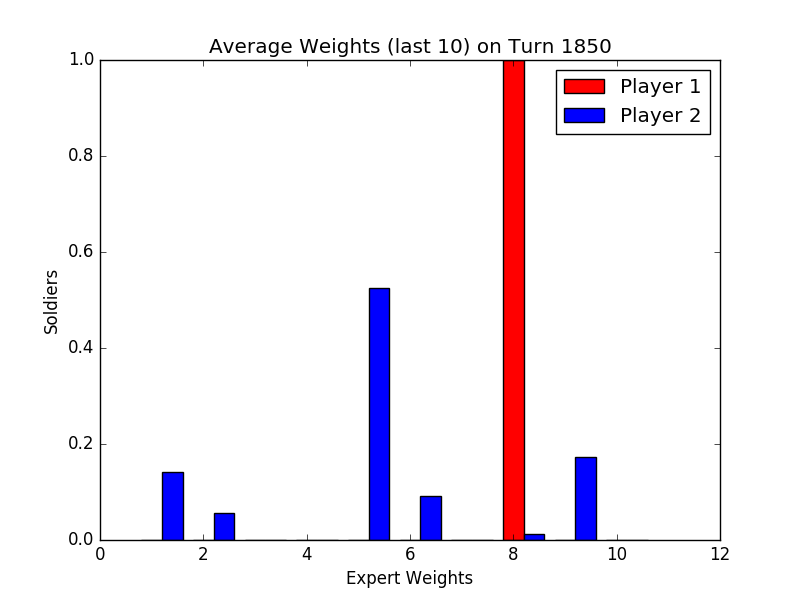 Average Weights (last 10) on Turn 1850
1.0
0.8
0.6
0.4
0.2
0.0
Soldiers
Player 1
Player 2
0 2 4 6 8 10 12
Expert Weights